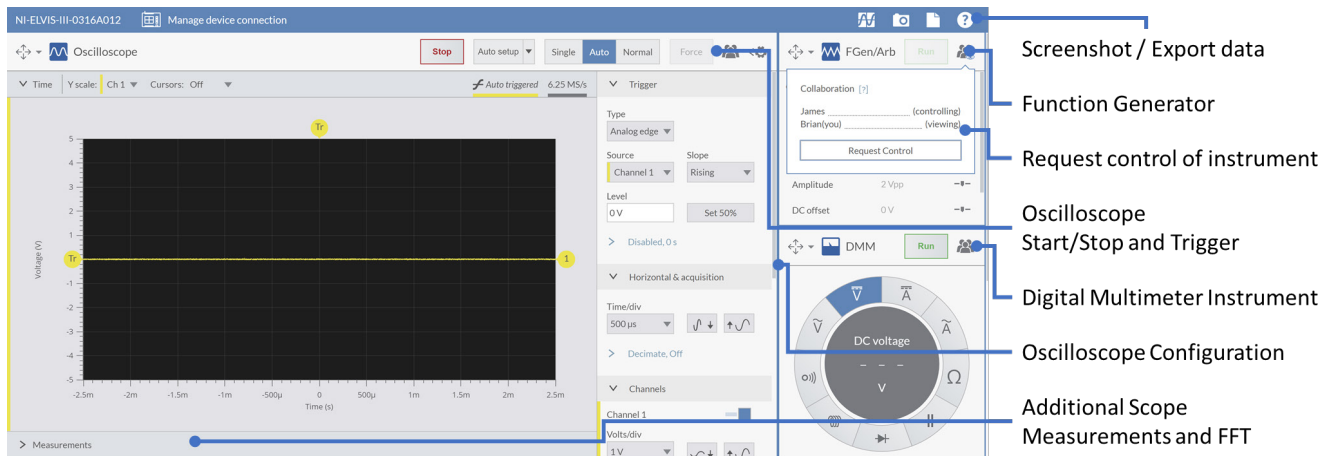 NI-ELVIS-III-0316A012
Manage device connection
?
Oscilloscope
Stop
Auto setup
Single
Auto
Normal
Force
FGen/Arb
Run
Time
Y scale:
Ch 1
Cursors: Off
Auto triggered
6.25 MS/s
Tr
5
4
3
2
1
0
-1
-2
-3
-4
-5
Voltage (V)
Tr
1
-2.5m
-2m
-1.5m
-1m
-500µ
0
500µ
1m
1.5m
2m
2.5m
Time (s)
Measurements
Trigger
Type
Analog edge
Source
Slope
Channel 1
Rising
Level
0 V
Set 50%
Disabled, 0 s
Horizontal & acquisition
Time/div
500 µs
Decimate, Off
Channels
Channel 1
Volts/div
1 V
Collaboration [?]
James (controlling)
Brian(you) (viewing)
Request Control
Amplitude
2 Vpp
DC offset
0 V
DMM
Run
V
A
V
A
DC voltage
- - -
V
Ω
Screenshot / Export data
Function Generator
Request control of instrument
Oscilloscope
Start/Stop and Trigger
Digital Multimeter Instrument
Oscilloscope Configuration
Additional Scope
Measurements and FFT